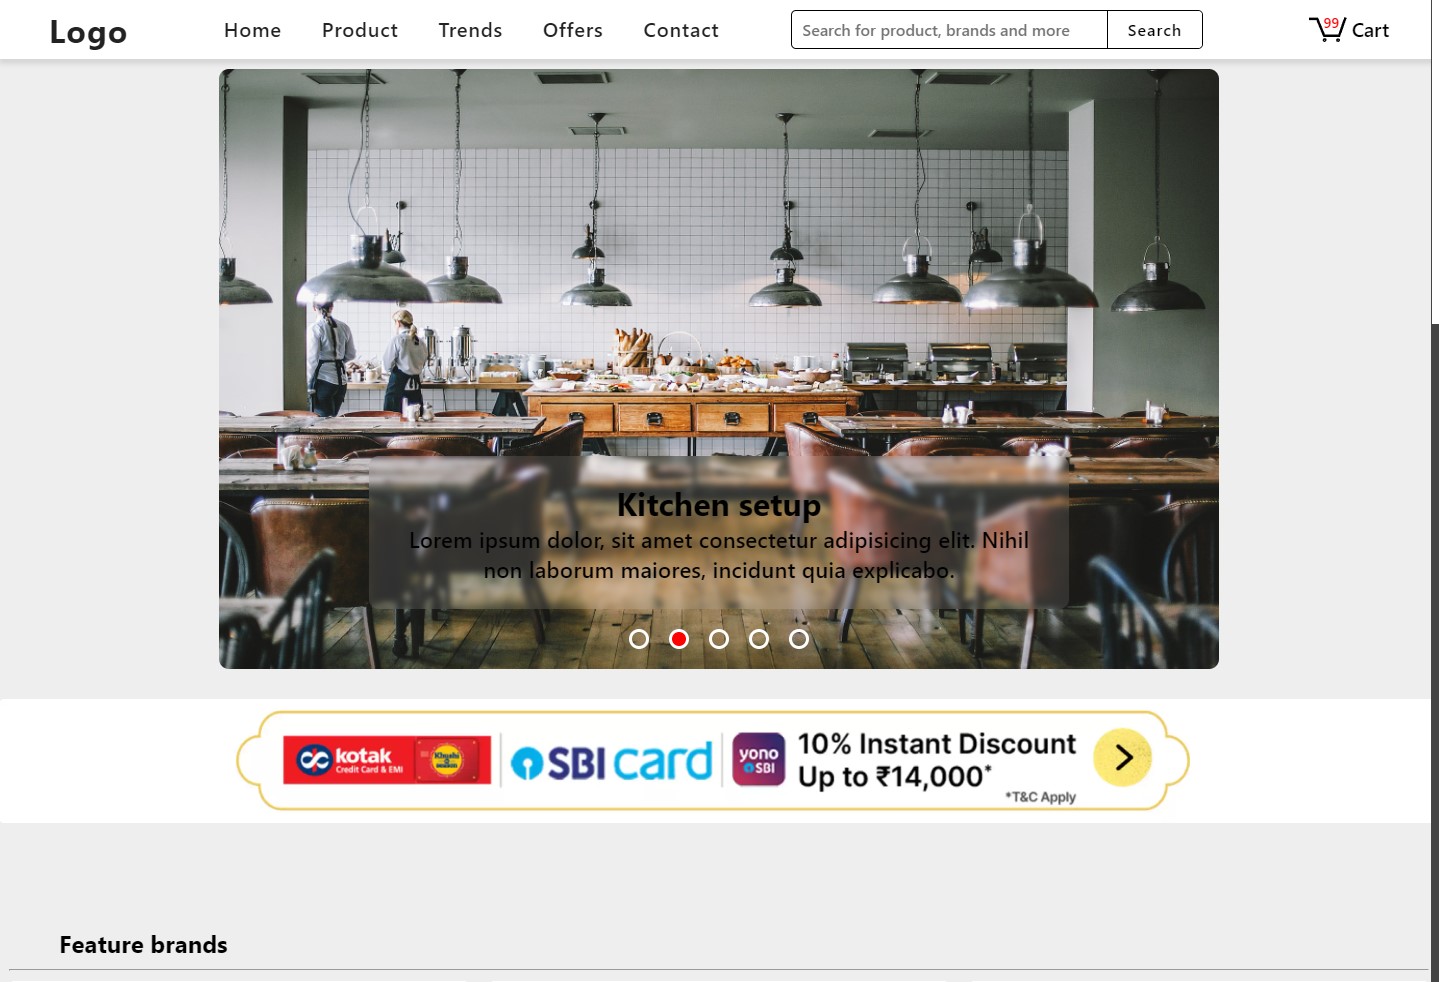 Logo
Home
Product
Trends
Offers
Contact
Search for product, brands and more
Search
99
Cart
Kitchen setup
Lorem ipsum dolor, sit amet consectetur adipisicing elit. Nihil
non laborum maiores, incidunt quia explicabo.
kotak
Credit Card & EMI
Khushi
ka
season
SBI card
yono
SBI
10% Instant Discount
Up to ₹14,000*
*T&C Apply
Feature brands